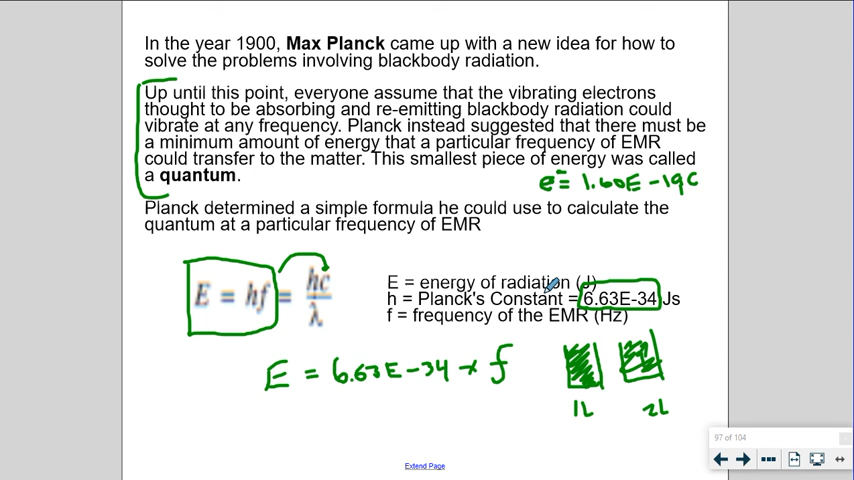 In the year 1900, Max Planck came up with a new idea for how to
solve the problems involving blackbody radiation.
Up until this point, everyone assume that the vibrating electrons
thought to be absorbing and re-emitting blackbody radiation could
vibrate at any frequency. Planck instead suggested that there must be
a minimum amount of energy that a particular frequency of EMR
could transfer to the matter. This smallest piece of energy was called
a quantum.
e⁻= 1.60E-19C
Planck determined a simple formula he could use to calculate the
quantum at a particular frequency of EMR
E = hf = hc/λ
E = energy of radiation (J)
h = Planck's Constant = 6.63E-34 Js
f = frequency of the EMR (Hz)
E = 6.63E-34 × f
1L 2L
97 of 104
Extend Page